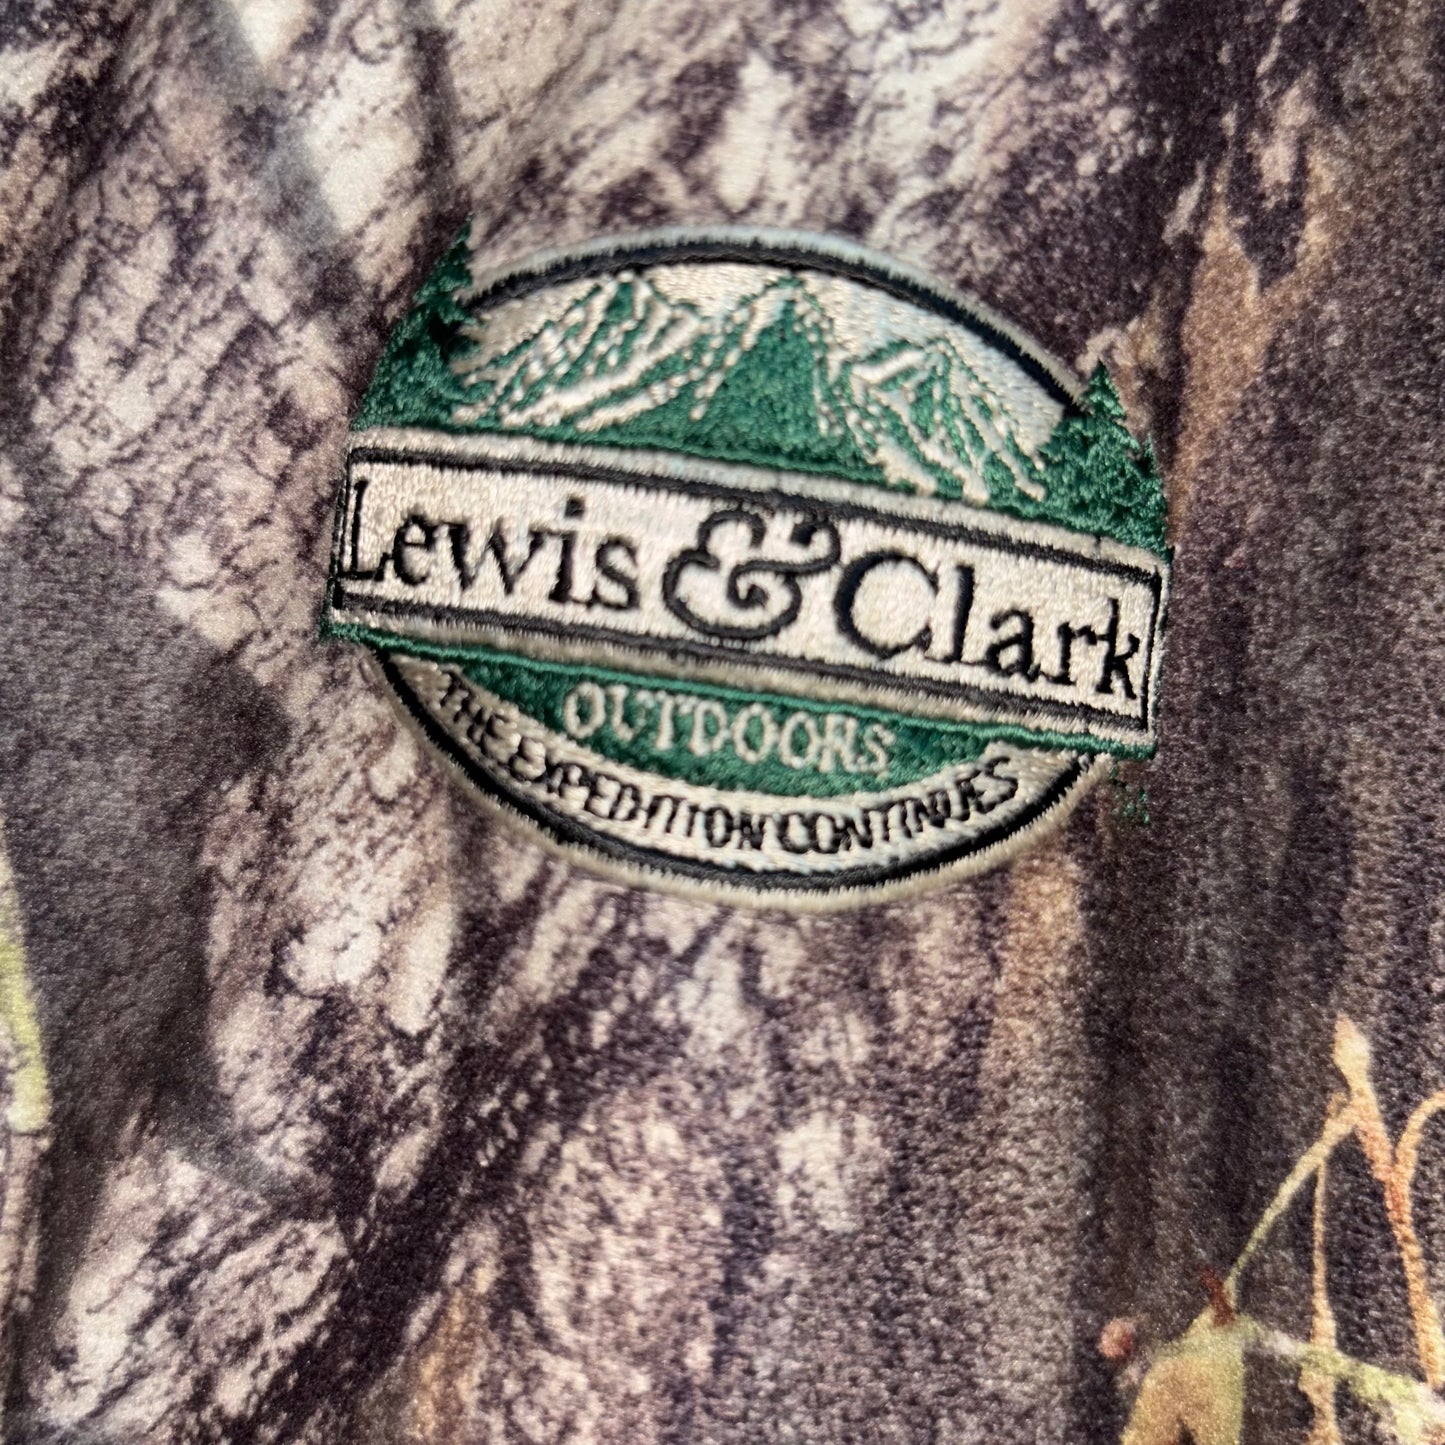 Lewis & Clark
OUTDOORS
THE EXPEDITION CONTINUES